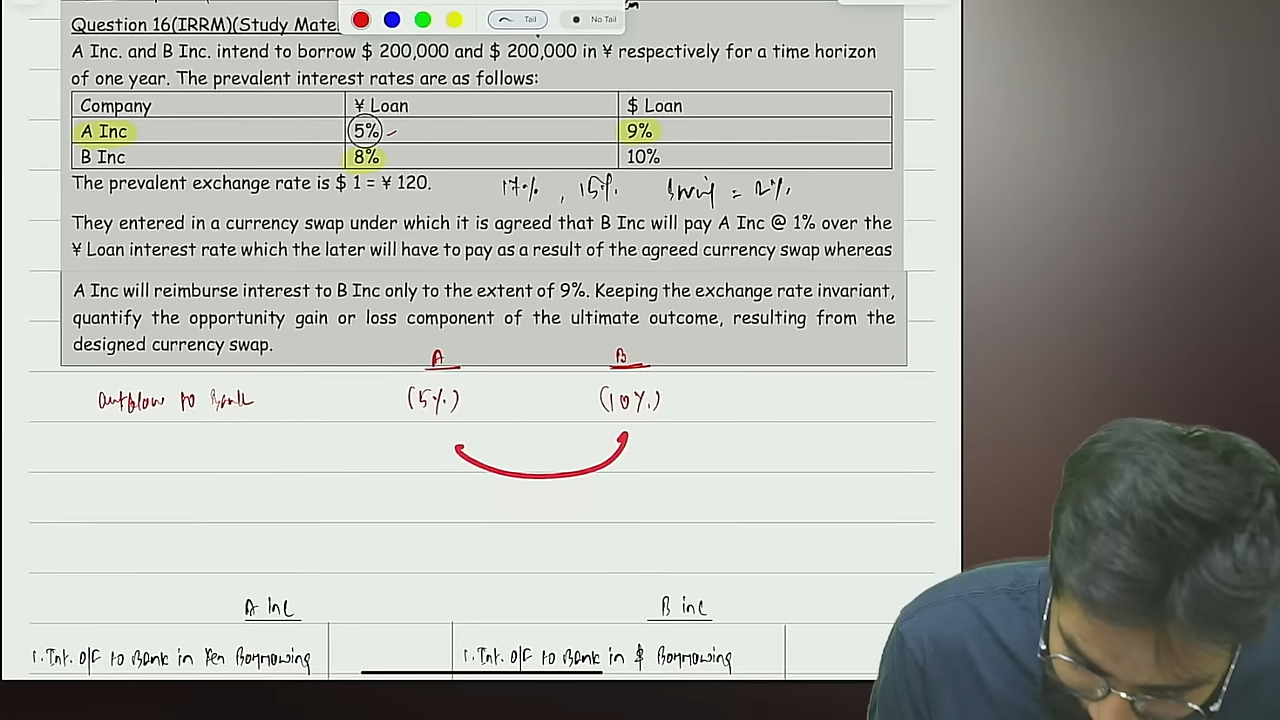 Question 16(IRRM)(Study Mate
Tail
No Tail
A Inc. and B Inc. intend to borrow $ 200,000 and $ 200,000 in ¥ respectively for a time horizon
of one year. The prevalent interest rates are as follows:
Company ¥ Loan $ Loan
A Inc 5% 9%
B Inc 8% 10%
The prevalent exchange rate is $ 1 = ¥ 120.
17% , 15% Saving = 2%
They entered in a currency swap under which it is agreed that B Inc will pay A Inc @ 1% over the
¥ Loan interest rate which the later will have to pay as a result of the agreed currency swap whereas
A Inc will reimburse interest to B Inc only to the extent of 9%. Keeping the exchange rate invariant,
quantify the opportunity gain or loss component of the ultimate outcome, resulting from the
designed currency swap.
A B
Outflow to Bank (5%) (10%)
A inc B inc
1. Int. O/F to Bank in Yen Borrowing 1. Int. O/F to Bank in $ Borrowing